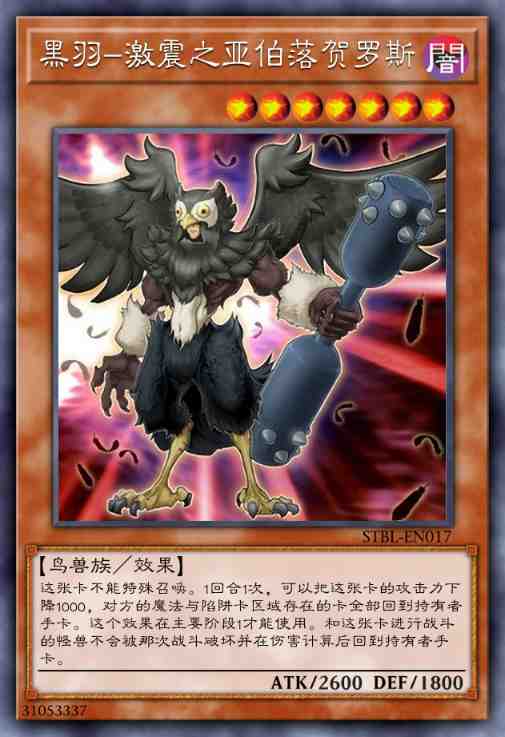 黑羽-激震之亚伯落贺罗斯
闇
STBL-EN017
【鸟兽族／效果】
这张卡不能特殊召唤。1回合1次，可以把这张卡的攻击力下
降1000，对方的魔法与陷阱卡区域存在的卡全部回到持有者
手卡。这个效果在主要阶段1才能使用。和这张卡进行战斗
的怪兽不会被那次战斗破坏并在伤害计算后回到持有者手
卡。
ATK/2600 DEF/1800
31053337